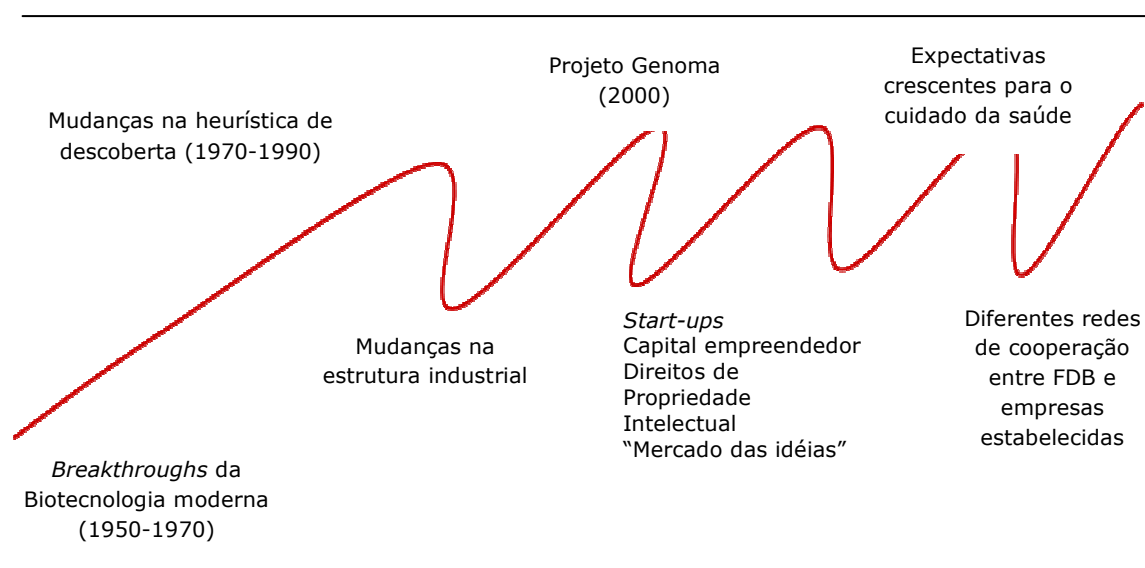 Mudanças na heurística de
descoberta (1970-1990)
Projeto Genoma
(2000)
Expectativas
crescentes para o
cuidado da saúde
Breakthroughs da
Biotecnologia moderna
(1950-1970)
Mudanças na
estrutura industrial
Start-ups
Capital empreendedor
Direitos de
Propriedade
Intelectual
“Mercado das idéias”
Diferentes redes
de cooperação
entre FDB e
empresas
estabelecidas